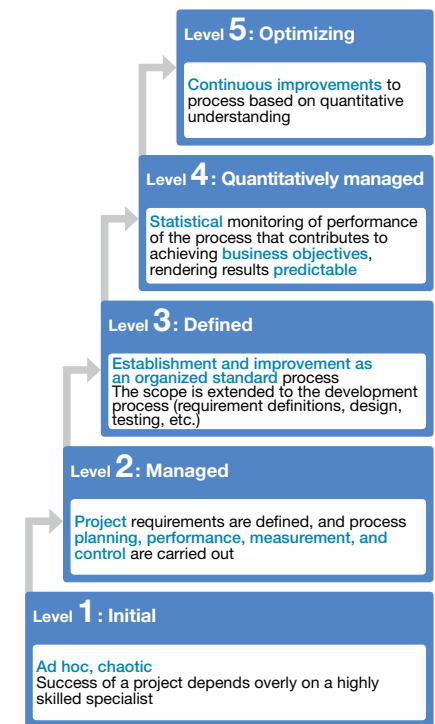 Level 5: Optimizing
Continuous improvements to
process based on quantitative
understanding
Level 4: Quantitatively managed
Statistical monitoring of performance
of the process that contributes to
achieving business objectives,
rendering results predictable
Level 3: Defined
Establishment and improvement as
an organized standard process
The scope is extended to the development
process (requirement definitions, design,
testing, etc.)
Level 2: Managed
Project requirements are defined, and process
planning, performance, measurement, and
control are carried out
Level 1: Initial
Ad hoc, chaotic
Success of a project depends overly on a highly
skilled specialist